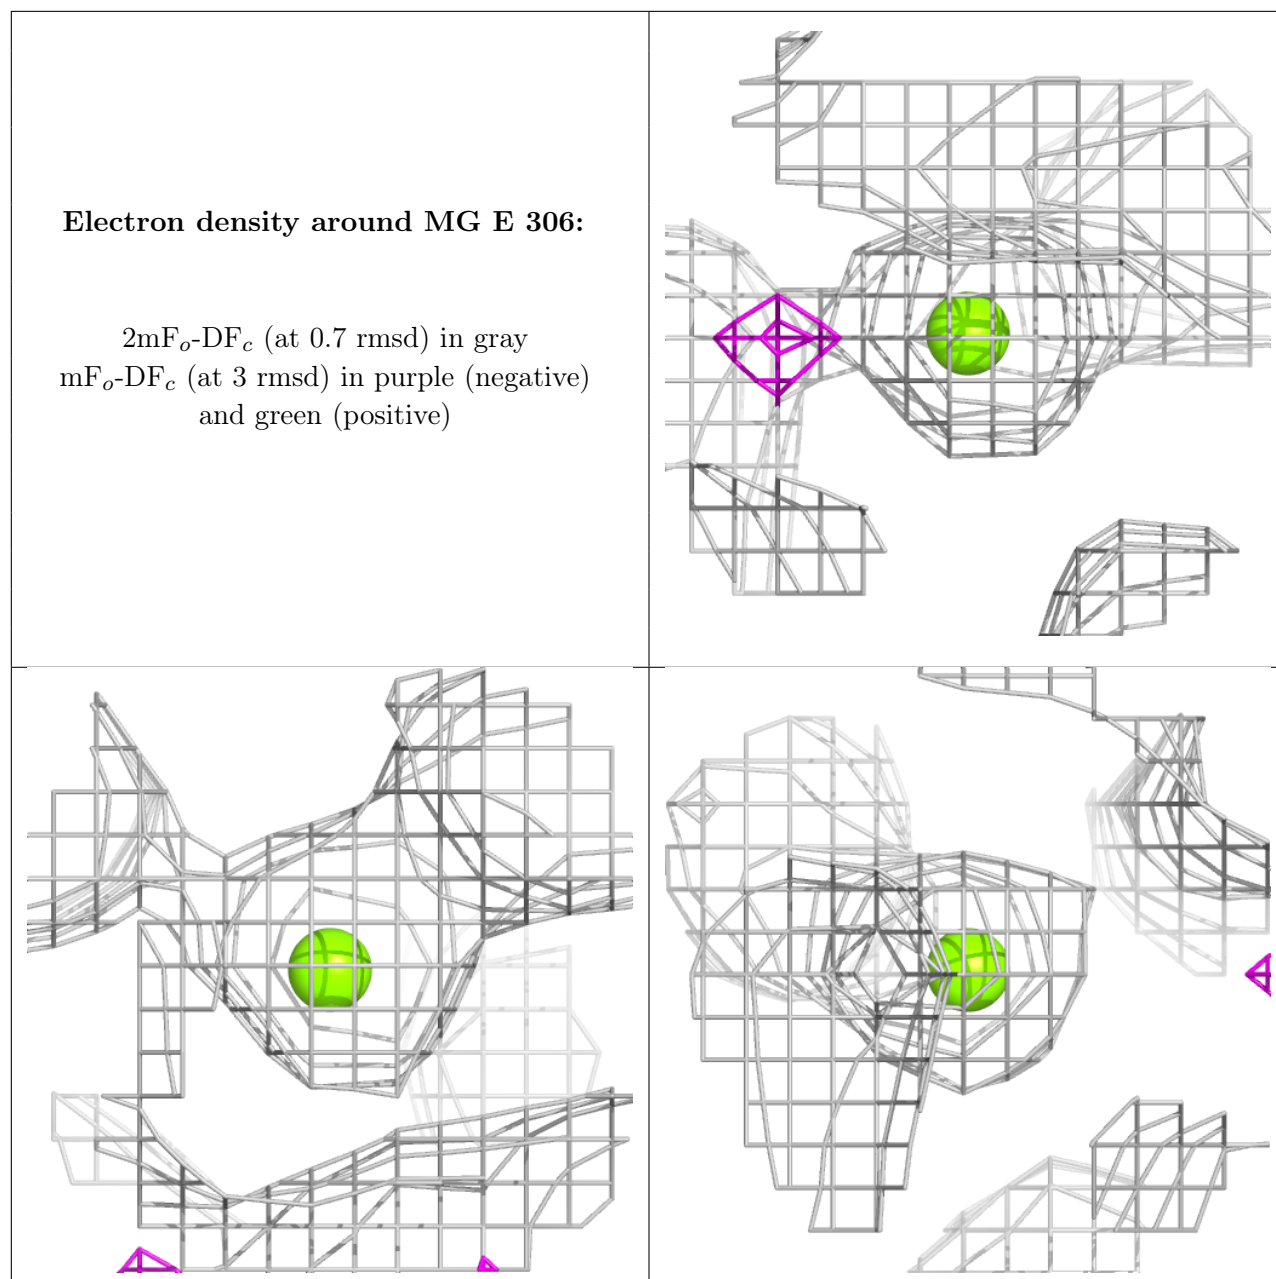 Electron density around MG E 306:
2mFo-DFc (at 0.7 rmsd) in gray
mFo-DFc (at 3 rmsd) in purple (negative)
and green (positive)